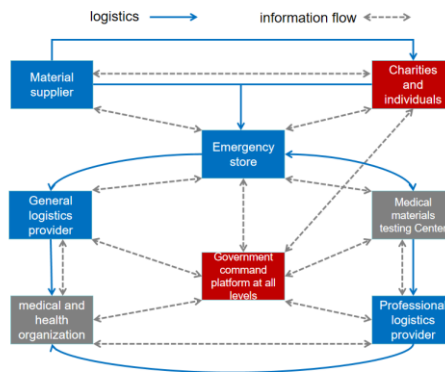 logistics
information flow
Material
supplier
Charities
and
individuals
Emergency
store
General
logistics
provider
Medical
materials
testing Center
Government
command
platform at all
levels
medical and
health
organization
Professional
logistics
provider